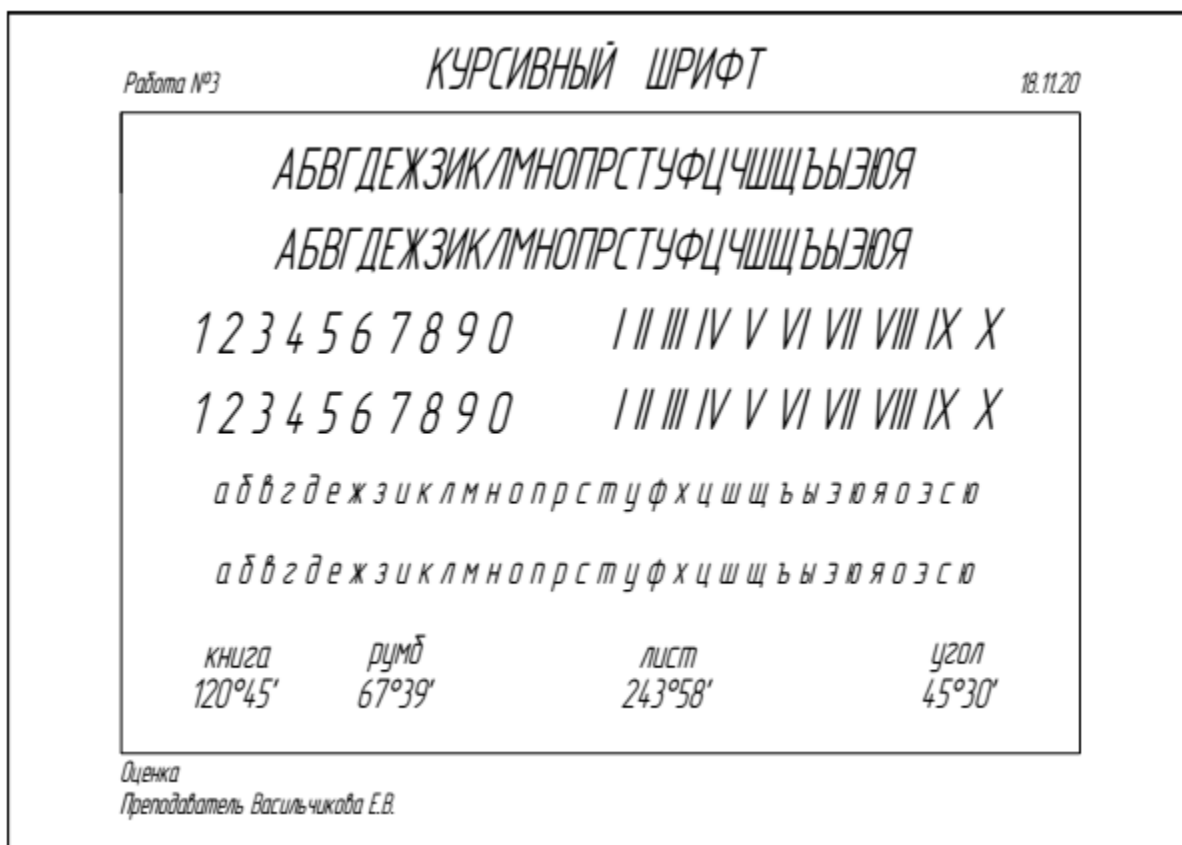 Работа №3 КУРСИВНЫЙ ШРИФТ 18.11.20
АБВГДЕЖЗИКЛМНОПРСТУФЦЧШЩЪЫЭЮЯ
АБВГДЕЖЗИКЛМНОПРСТУФЦЧШЩЪЫЭЮЯ
1 2 3 4 5 6 7 8 9 0 I II III IV V VI VII VIII IX X
1 2 3 4 5 6 7 8 9 0 I II III IV V VI VII VIII IX X
а б в г д е ж з и к л м н о п р с т у ф х ц ш щ ъ ы э ю я о э с ю
а б в г д е ж з и к л м н о п р с т у ф х ц ш щ ъ ы э ю я о э с ю
книга румб лист угол
120°45' 67°39' 243°58' 45°30'
Оценка
Преподаватель Васильчикова Е.В.